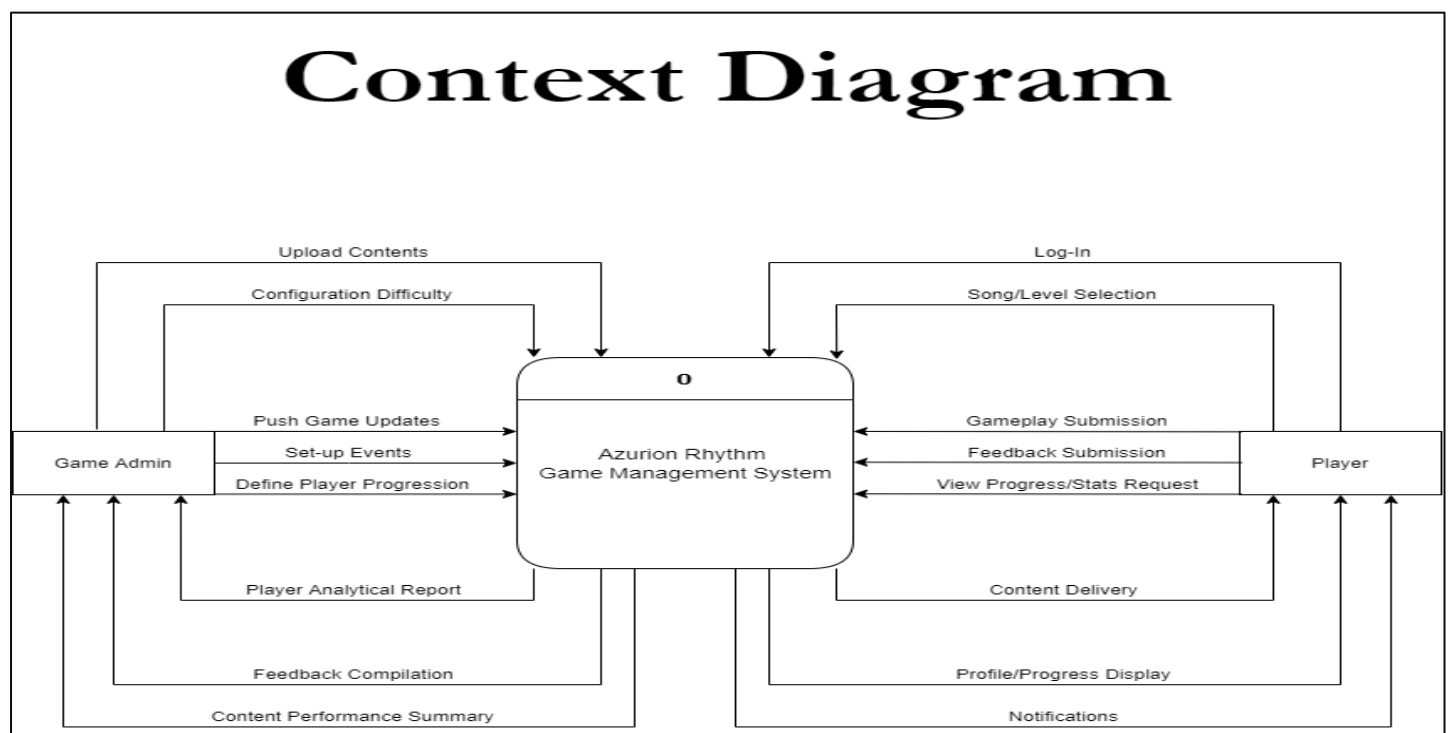 Context Diagram
Upload Contents
Log-In
Configuration Difficulty
Song/Level Selection
0
Push Game Updates
Gameplay Submission
Game Admin
Set-up Events
Azurion Rhythm
Game Management System
Feedback Submission
Player
Define Player Progression
View Progress/Stats Request
Player Analytical Report
Content Delivery
Feedback Compilation
Profile/Progress Display
Content Performance Summary
Notifications